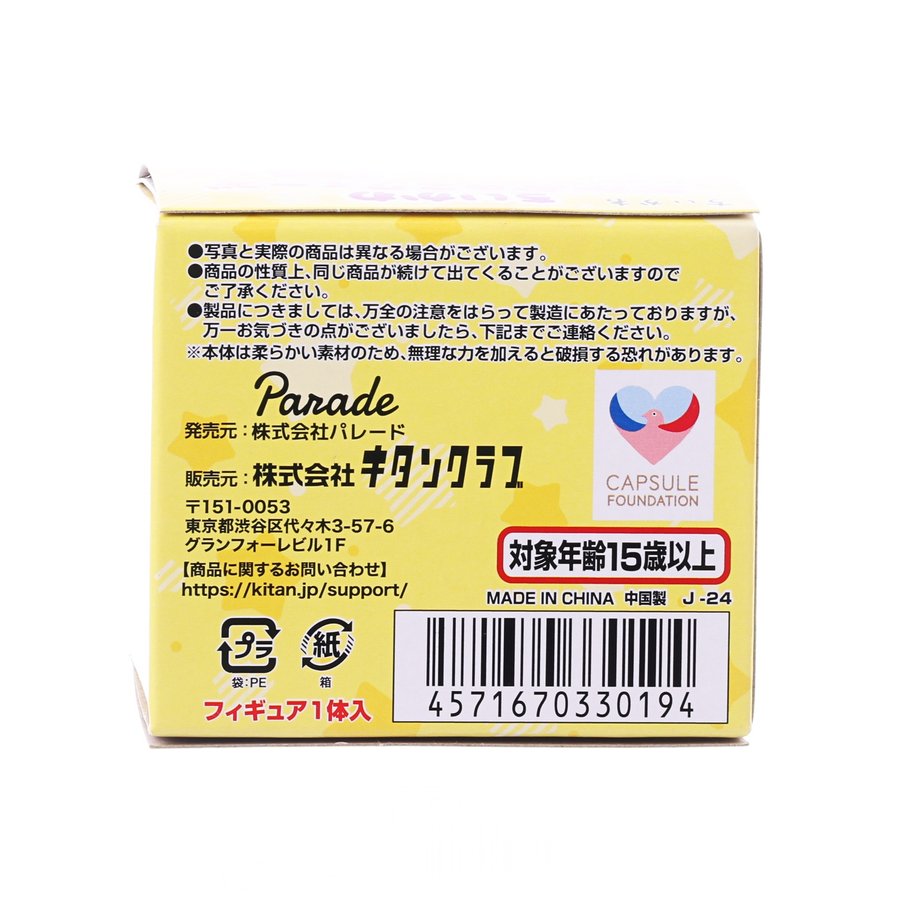 ちいかわ
●写真と実際の商品は異なる場合がございます。
●商品の性質上、同じ商品が続けて出てくることがございますので
ご了承ください。
●製品につきましては、万全の注意をはらって製造にあたっておりますが、
万一お気づきの点がございましたら、下記までご連絡ください。
※本体は柔らかい素材のため、無理な力を加えると破損する恐れがあります。
Parade
発売元：株式会社パレード
販売元：株式会社キタンクラブ
〒151-0053
東京都渋谷区代々木3-57-6
グランフォーレビル1F
【商品に関するお問い合わせ】
https://kitan.jp/support/
CAPSULE
FOUNDATION
対象年齢15歳以上
MADE IN CHINA 中国製 J-24
プラ
袋:PE
紙
箱
フィギュア1体入
4571670330194